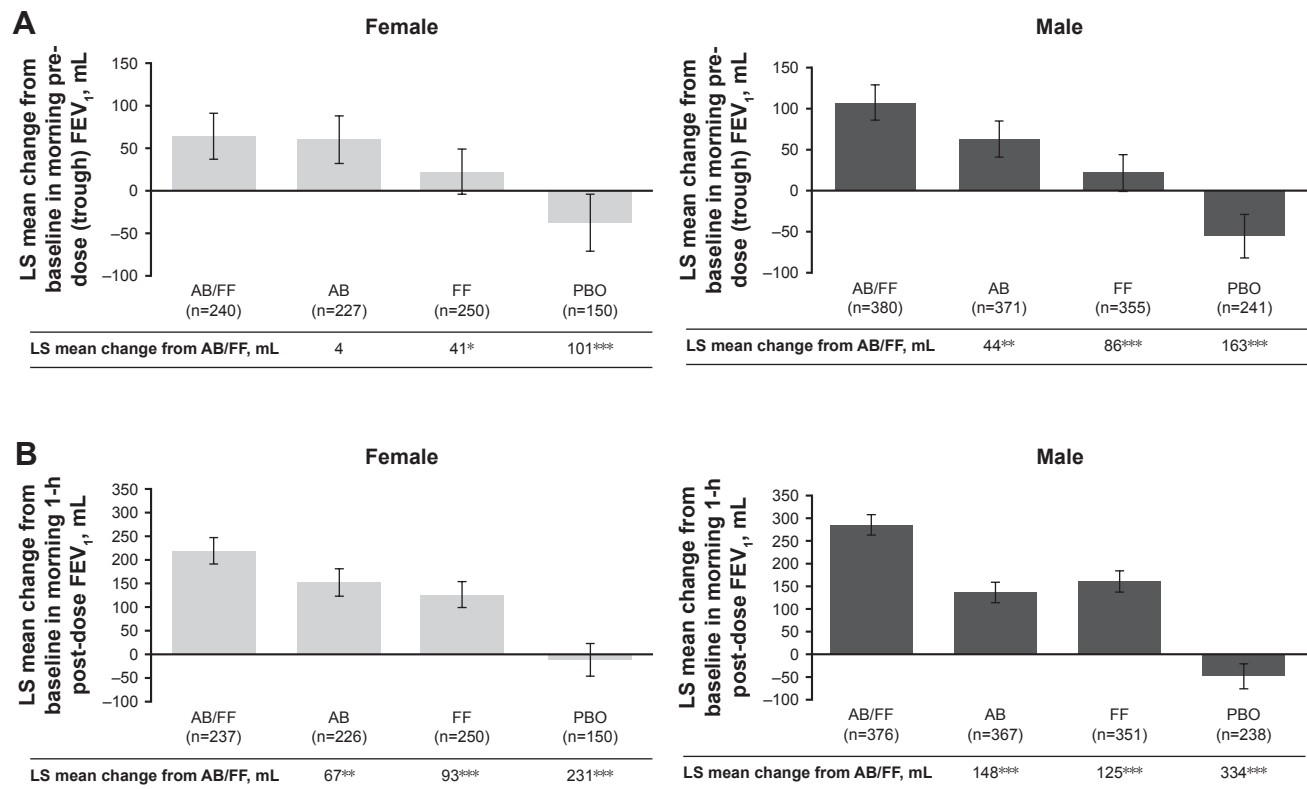 A
Female
LS mean change from
baseline in morning pre-
dose (trough) FEV1, mL
150
100
50
0
–50
–100
AB/FF
(n=240)
AB
(n=227)
FF
(n=250)
PBO
(n=150)
LS mean change from AB/FF, mL 4 41* 101***
Male
LS mean change from
baseline in morning pre-
dose (trough) FEV1, mL
150
100
50
0
–50
–100
AB/FF
(n=380)
AB
(n=371)
FF
(n=355)
PBO
(n=241)
LS mean change from AB/FF, mL 44** 86*** 163***
B
Female
LS mean change from
baseline in morning 1-h
post-dose FEV1, mL
350
300
250
200
150
100
50
0
–50
–100
AB/FF
(n=237)
AB
(n=226)
FF
(n=250)
PBO
(n=150)
LS mean change from AB/FF, mL 67** 93*** 231***
Male
LS mean change from
baseline in morning 1-h
post-dose FEV1, mL
350
300
250
200
150
100
50
0
–50
–100
AB/FF
(n=376)
AB
(n=367)
FF
(n=351)
PBO
(n=238)
LS mean change from AB/FF, mL 148*** 125*** 334***